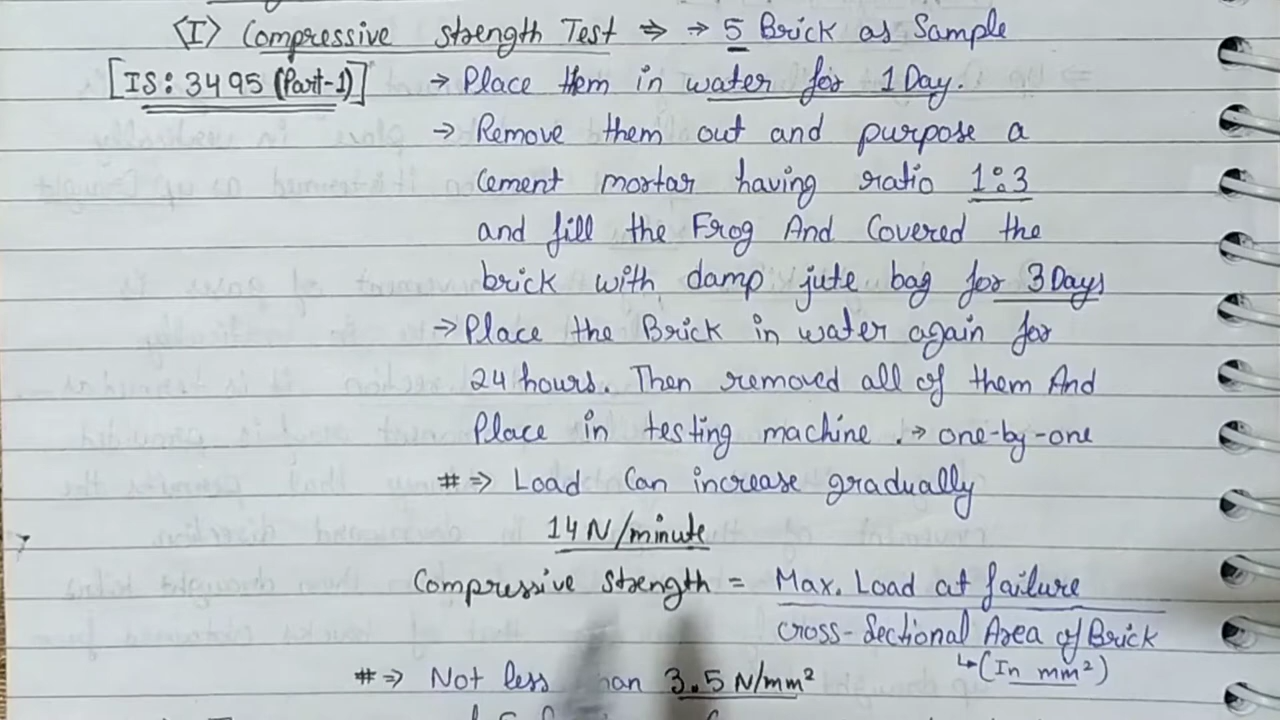 <I> Compressive strength Test ⇒ → 5 Brick as Sample
[IS: 3495 (Part-1)] → Place them in water for 1 Day.
→ Remove them out and purpose a
Cement mortar having ratio 1:3
and fill the Frog And Covered the
brick with damp jute bag for 3 Days
→ Place the Brick in water again for
24 hours. Then removed all of them And
Place in testing machine . → one-by-one
# ⇒ Load Can increase gradually
14 N/minute
Compressive Strength = Max. Load at failure
cross-Sectional Area of Brick
↳ (In mm²)
# ⇒ Not less than 3.5 N/mm²